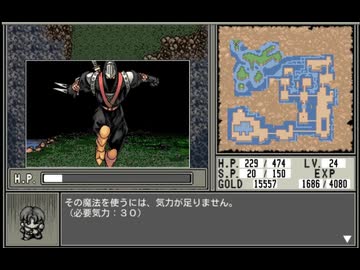 H.P. 229 / 474 LV. 24
S.P. 20 / 150 EXP
GOLD 15557 1686 / 4080
H.P.
その魔法を使うには、気力が足りません。
(必要気力：３０)